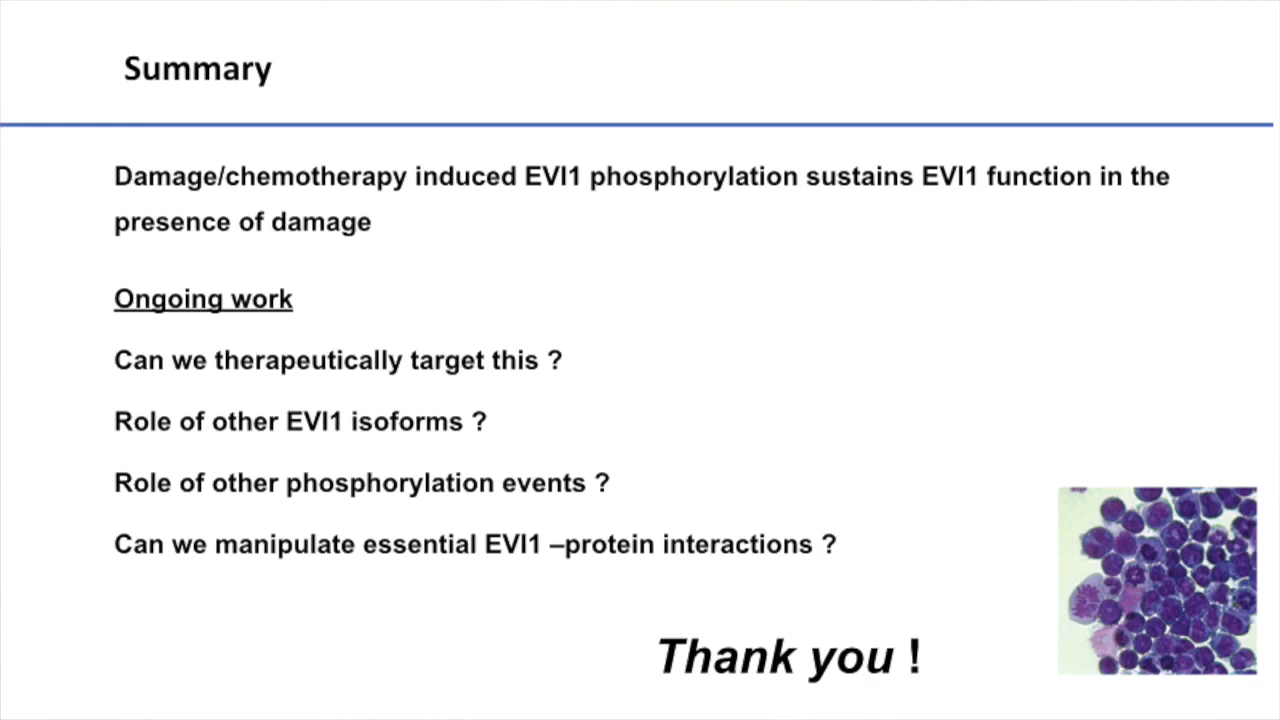 Summary
Damage/chemotherapy induced EVI1 phosphorylation sustains EVI1 function in the
presence of damage
Ongoing work
Can we therapeutically target this ?
Role of other EVI1 isoforms ?
Role of other phosphorylation events ?
Can we manipulate essential EVI1 –protein interactions ?
Thank you !